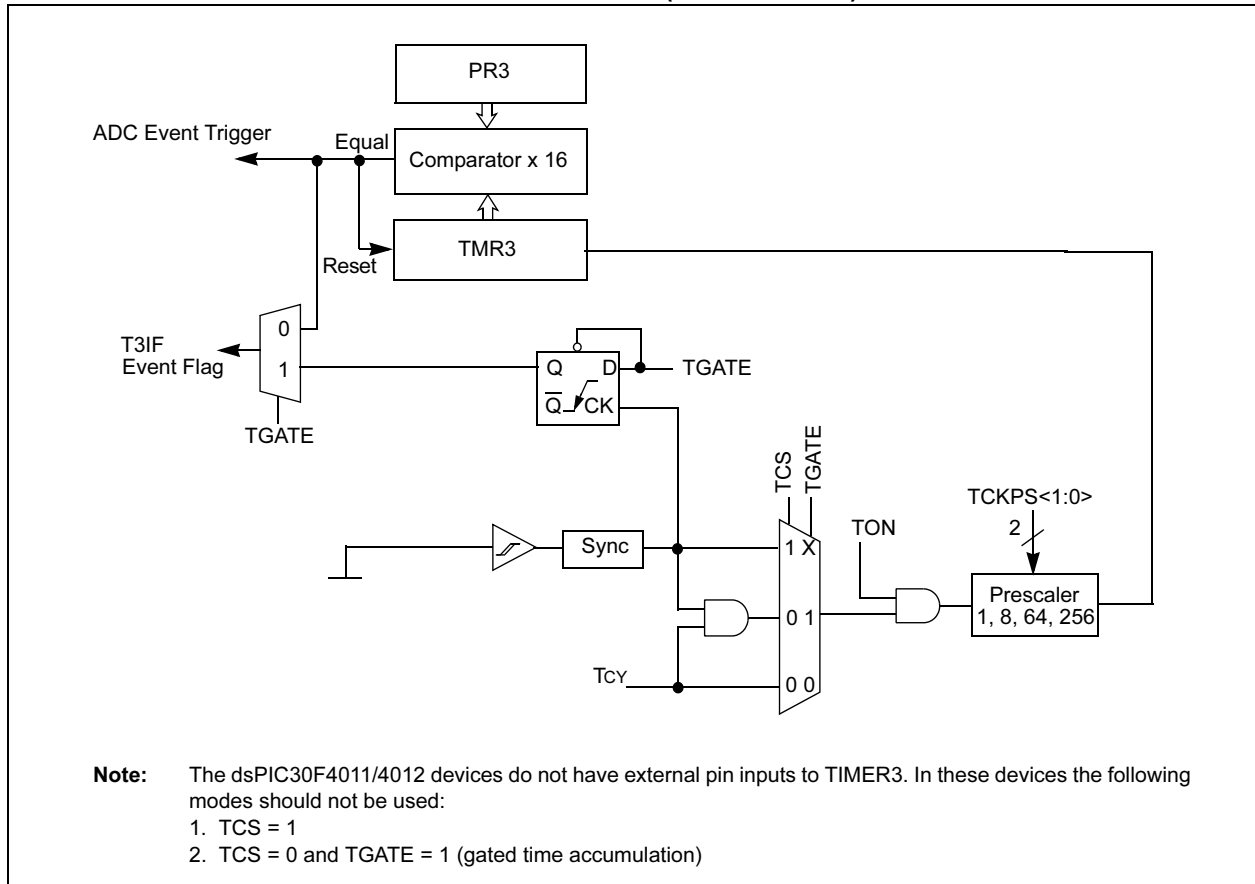 PR3
ADC Event Trigger
Equal
Comparator x 16
TMR3
Reset
0
T3IF
Event Flag
1
TGATE
Q D
Q̅ CK
TGATE
TCS
TGATE
TCKPS<1:0>
2
TON
Sync
1 X
Prescaler
1, 8, 64, 256
0 1
TCY
0 0
Note: The dsPIC30F4011/4012 devices do not have external pin inputs to TIMER3. In these devices the following
modes should not be used:
1. TCS = 1
2. TCS = 0 and TGATE = 1 (gated time accumulation)